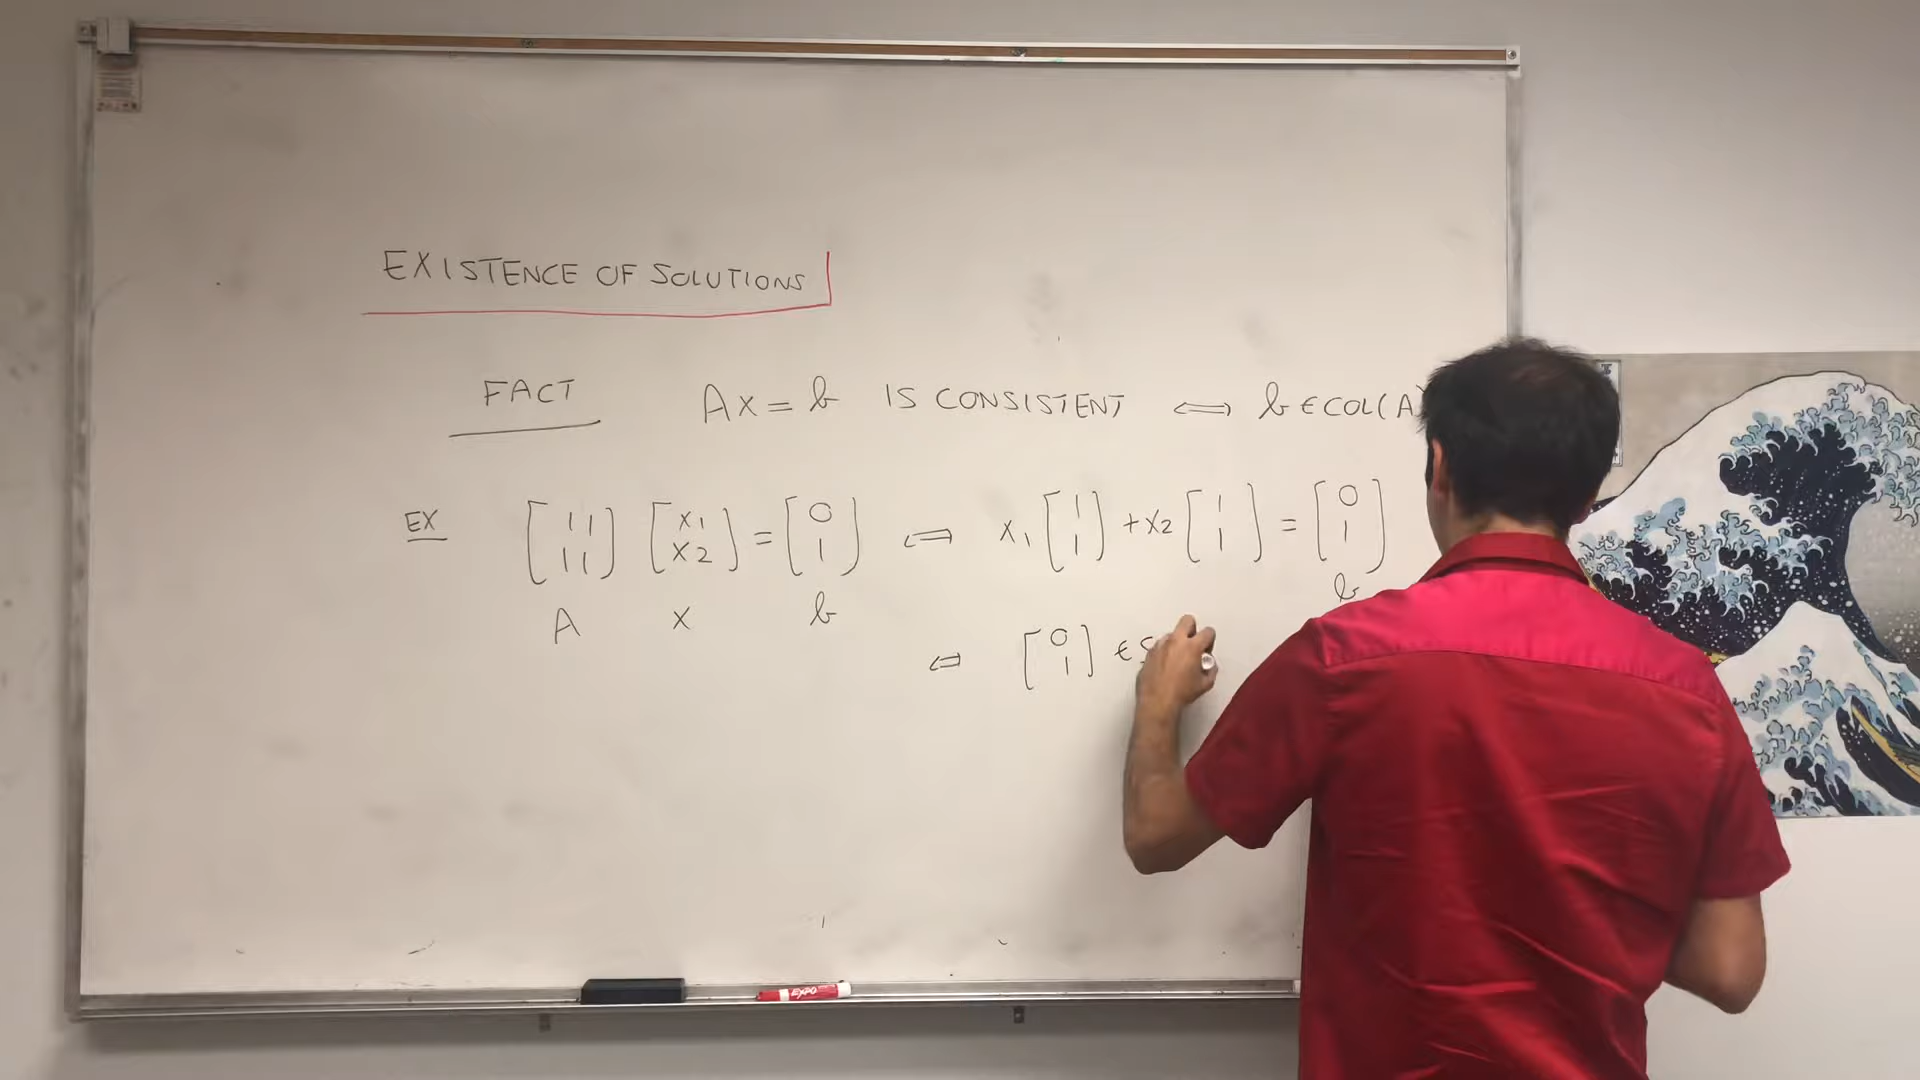 EXISTENCE OF SOLUTIONS
FACT Ax = b IS CONSISTENT ⟺ b ∈ COL(A)
EX [1 1; 1 1] [x1; x2] = [0; 1] ⟺ x1 [1; 1] + x2 [1; 1] = [0; 1]
A x b b
⟺ [0; 1] ∈ S
EXPO